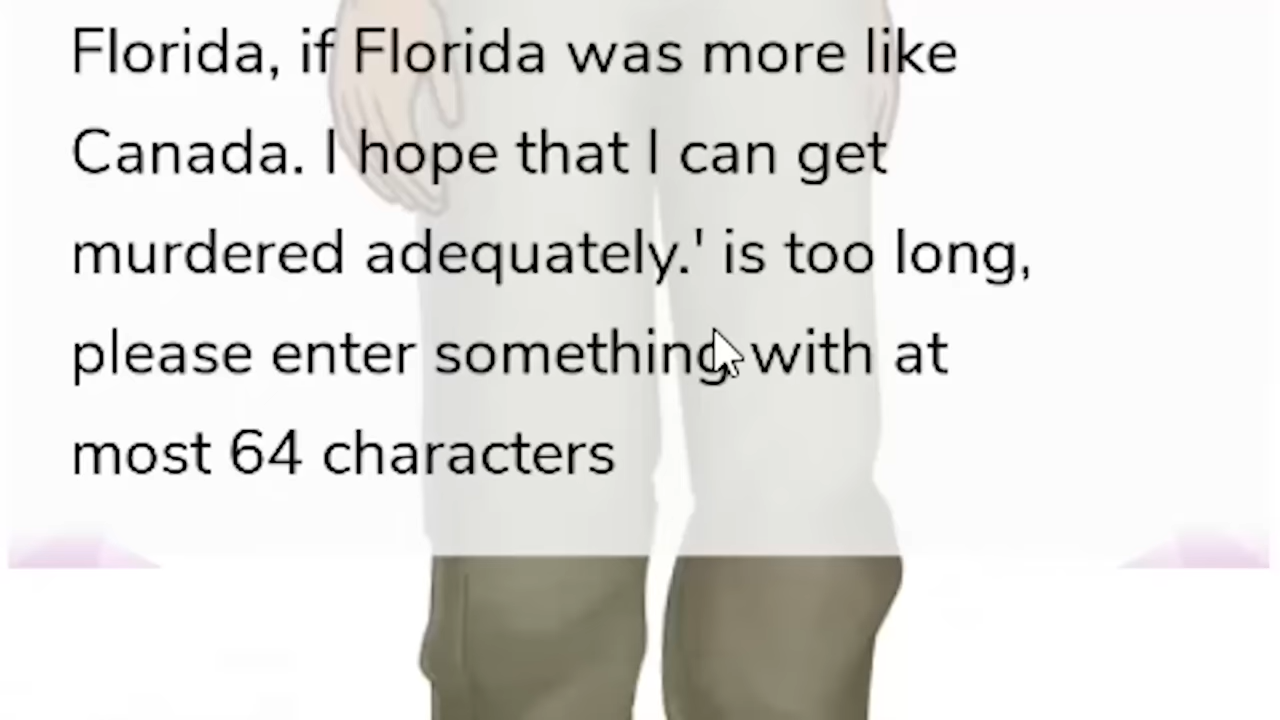 Florida, if Florida was more like
Canada. I hope that I can get
murdered adequately.' is too long,
please enter something with at
most 64 characters